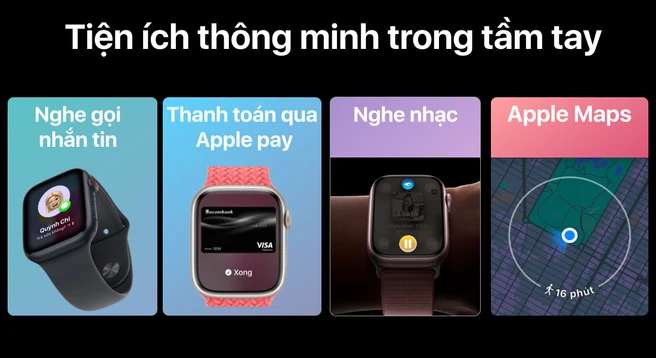 Tiện ích thông minh trong tầm tay
Nghe gọi
nhắn tin
Thanh toán qua
Apple pay
Nghe nhạc
Apple Maps
Quỳnh Chi
Sacombank
VISA
Xong
16 phút